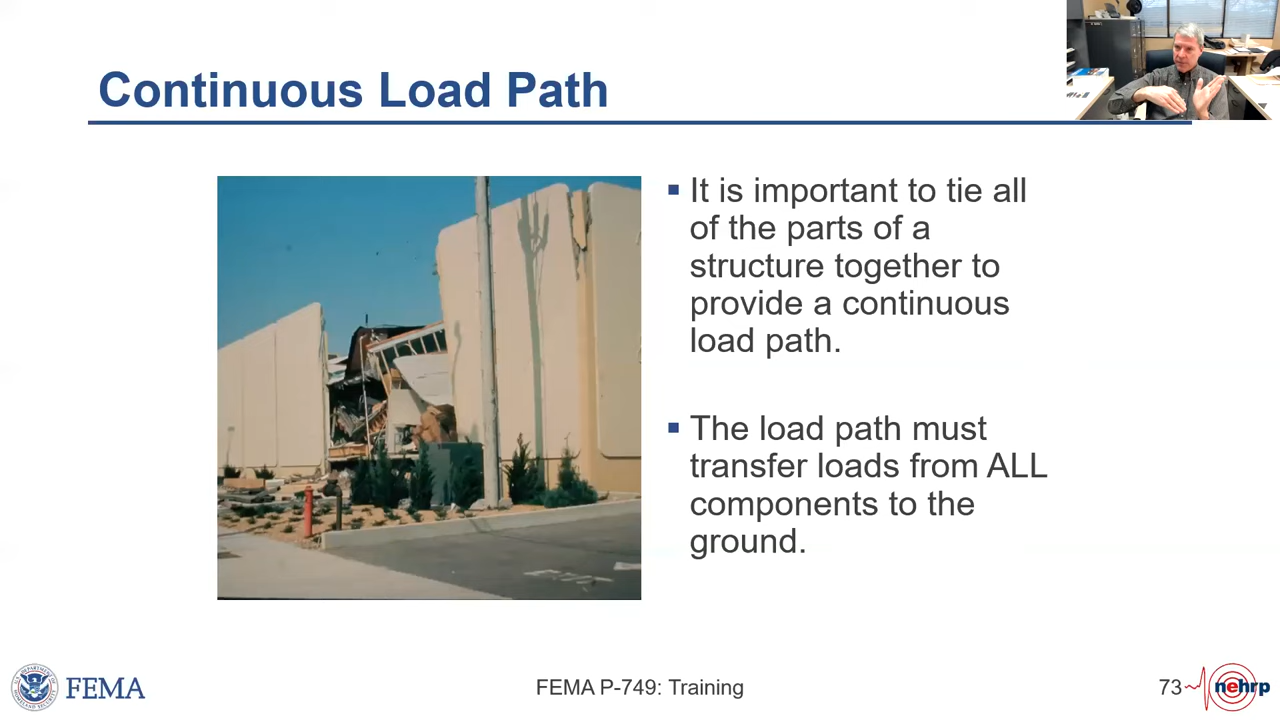 Continuous Load Path
It is important to tie all
of the parts of a
structure together to
provide a continuous
load path.
The load path must
transfer loads from ALL
components to the
ground.
FEMA
FEMA P-749: Training
73
nehrp